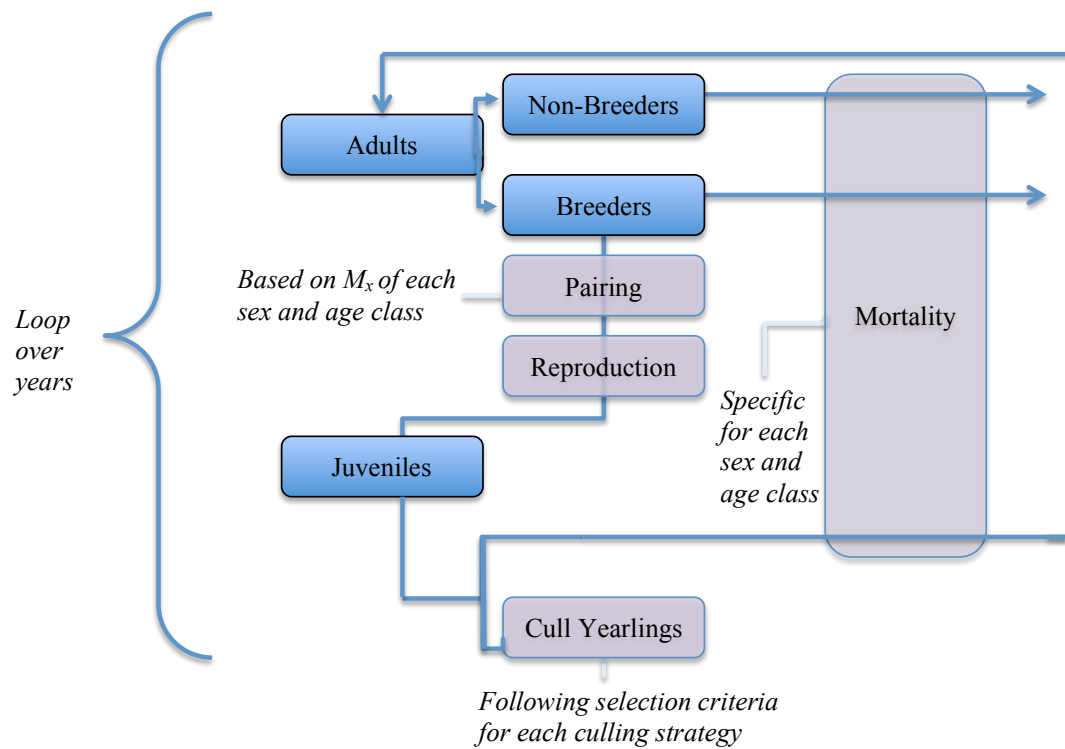 Non-Breeders
Adults
Breeders
Based on Mₓ of each
sex and age class
Pairing
Mortality
Loop
over
years
Reproduction
Specific
for each
sex and
age class
Juveniles
Cull Yearlings
Following selection criteria
for each culling strategy